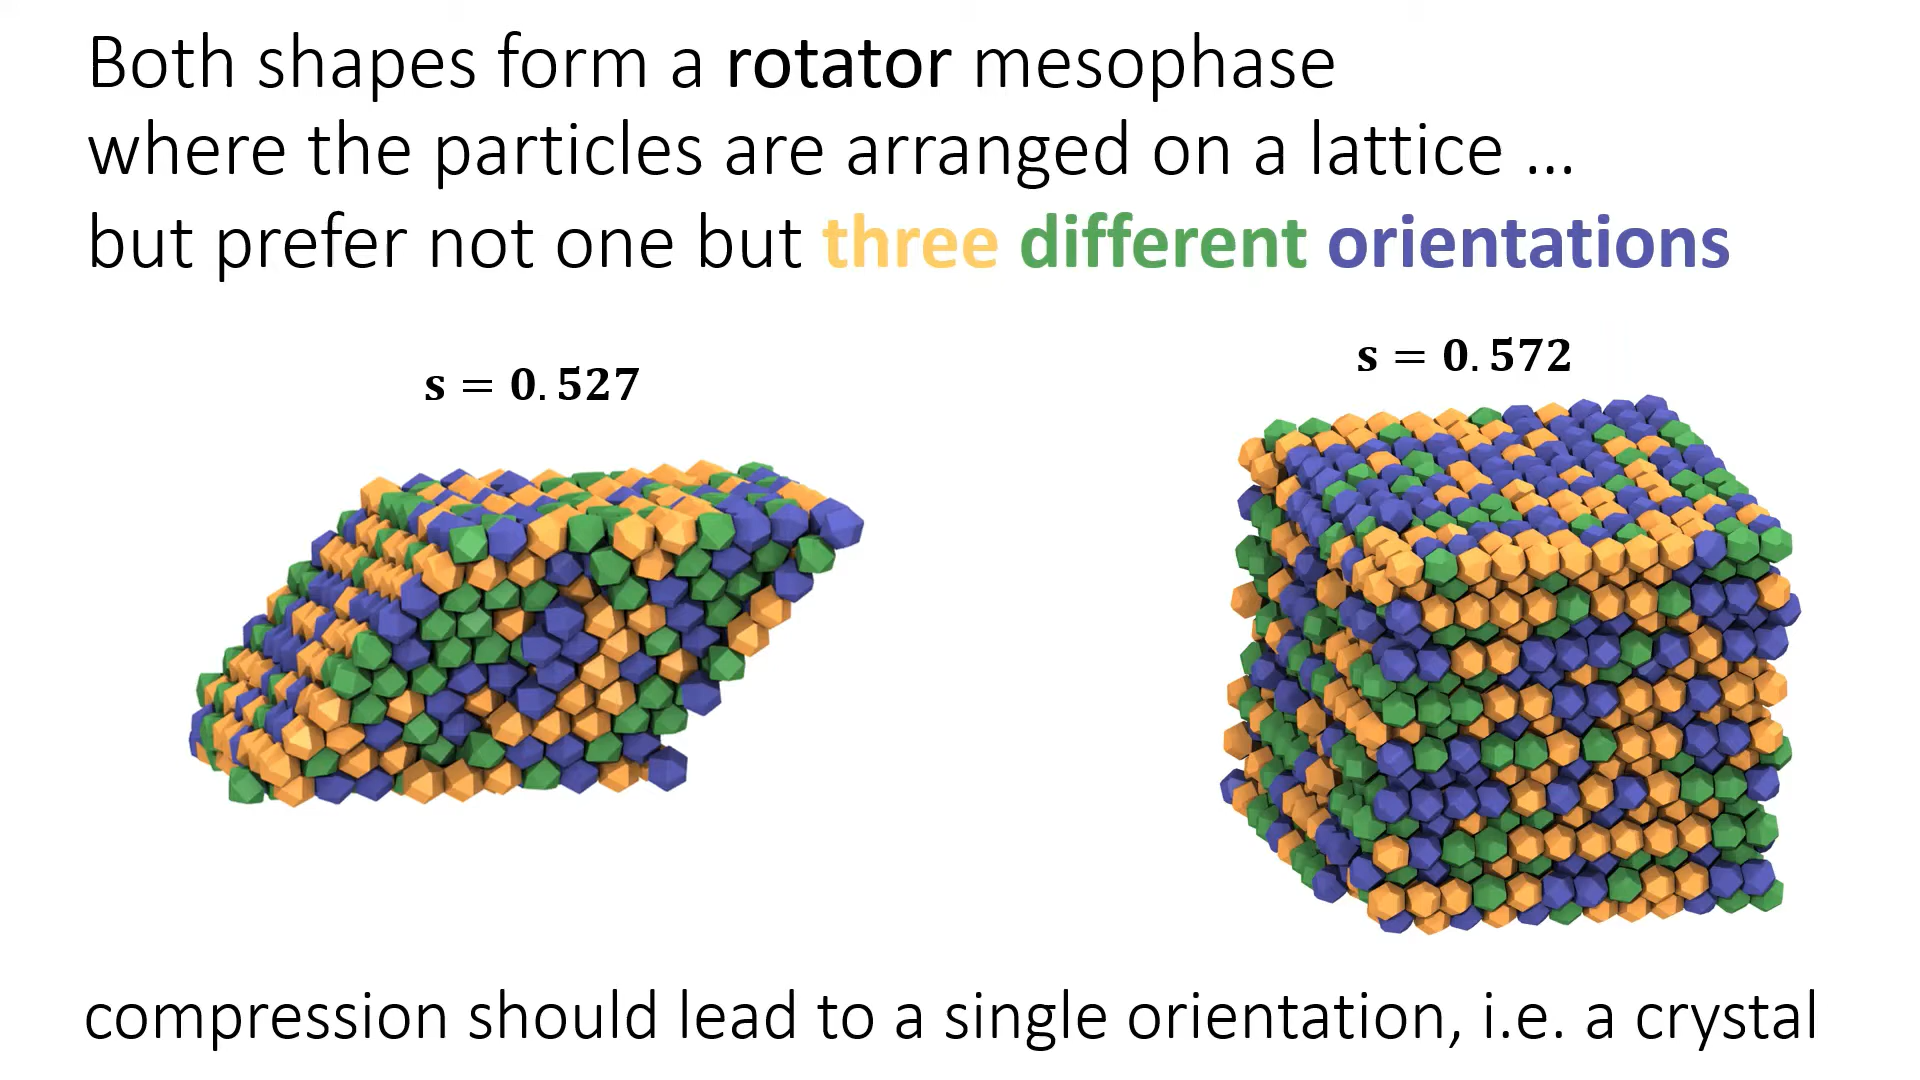 Both shapes form a rotator mesophase
where the particles are arranged on a lattice ...
but prefer not one but three different orientations
s = 0.527
s = 0.572
compression should lead to a single orientation, i.e. a crystal